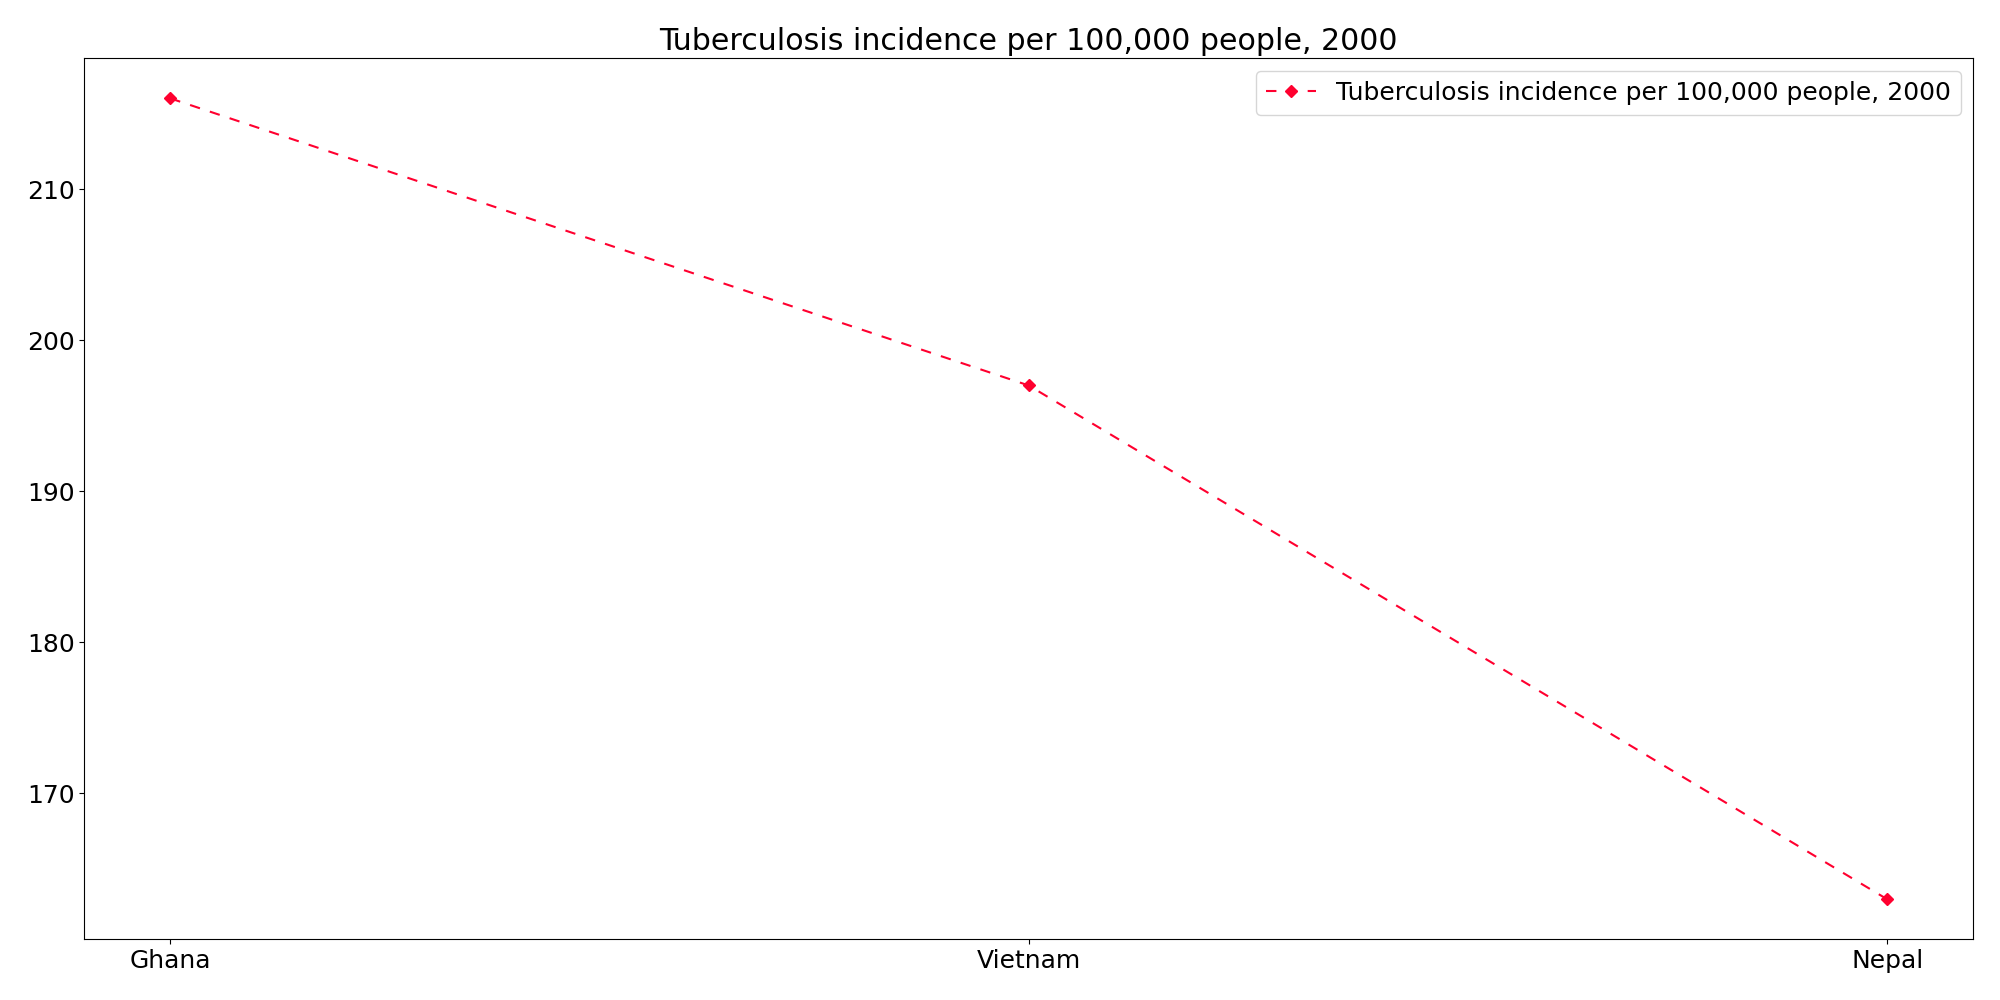 Tuberculosis incidence per 100,000 people, 2000
Tuberculosis incidence per 100,000 people, 2000
210
200
190
180
170
Ghana Vietnam Nepal